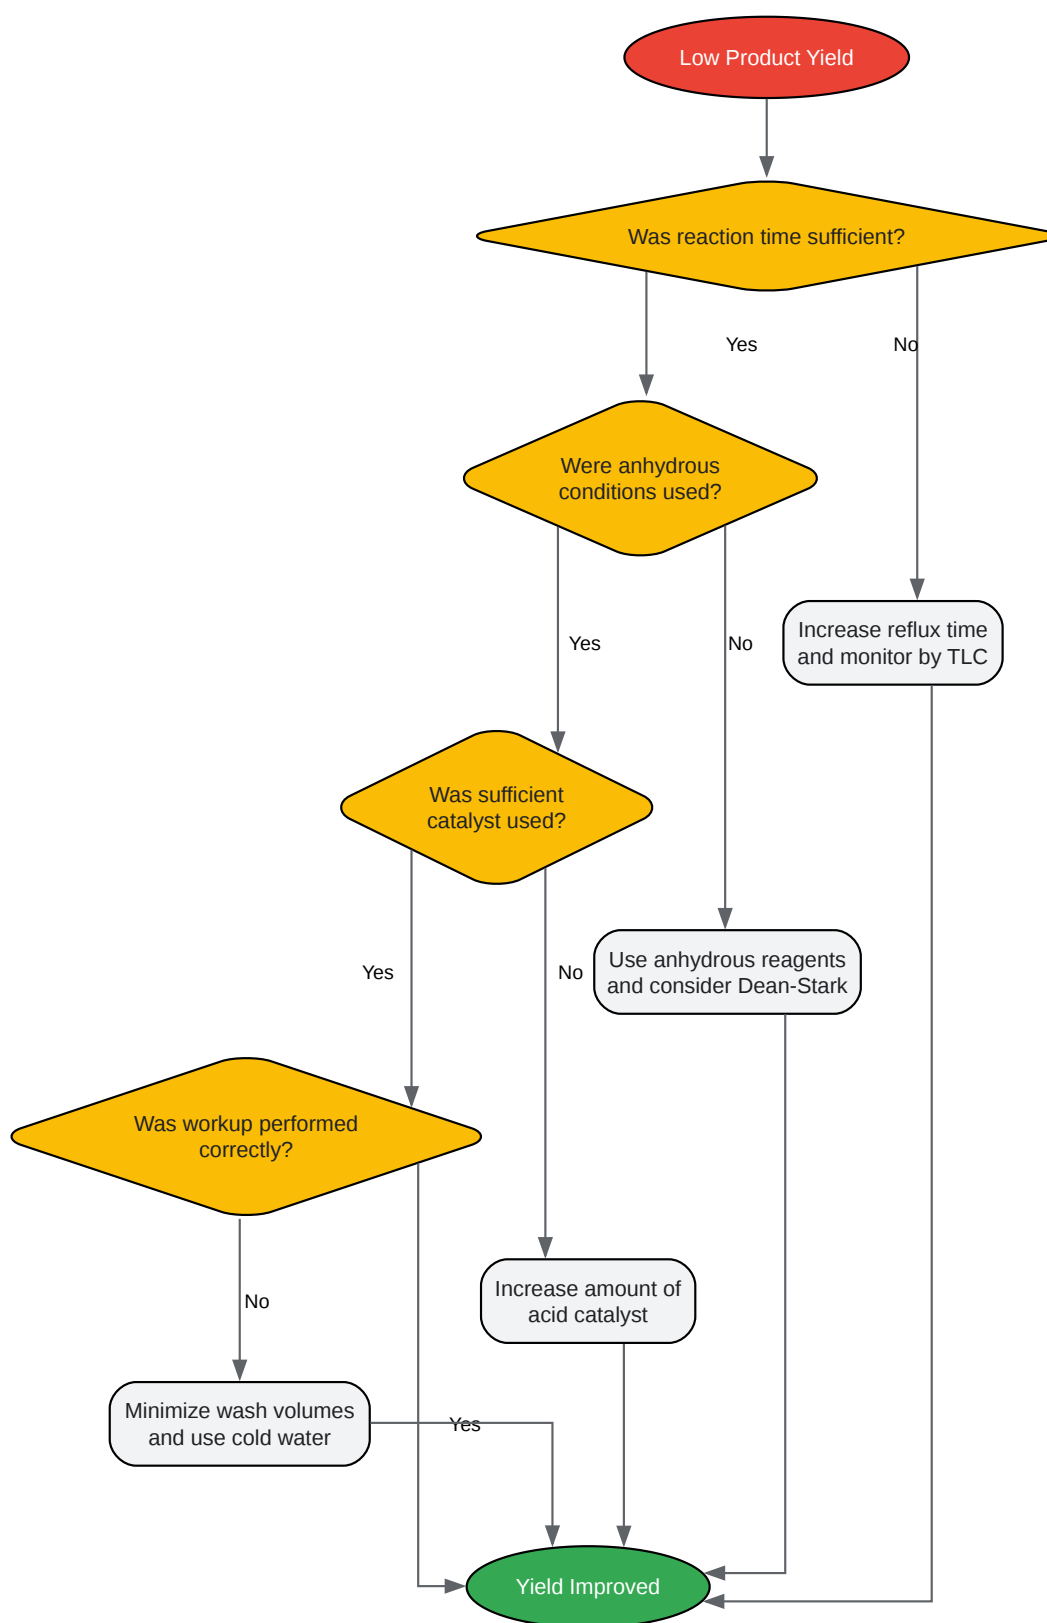 Low Product Yield
Was reaction time sufficient?
Yes
No
Were anhydrous
conditions used?
Increase reflux time
and monitor by TLC
Yes
No
Was sufficient
catalyst used?
Use anhydrous reagents
and consider Dean-Stark
Yes
No
Was workup performed
correctly?
Increase amount of
acid catalyst
No
Minimize wash volumes
and use cold water
Yes
Yield Improved